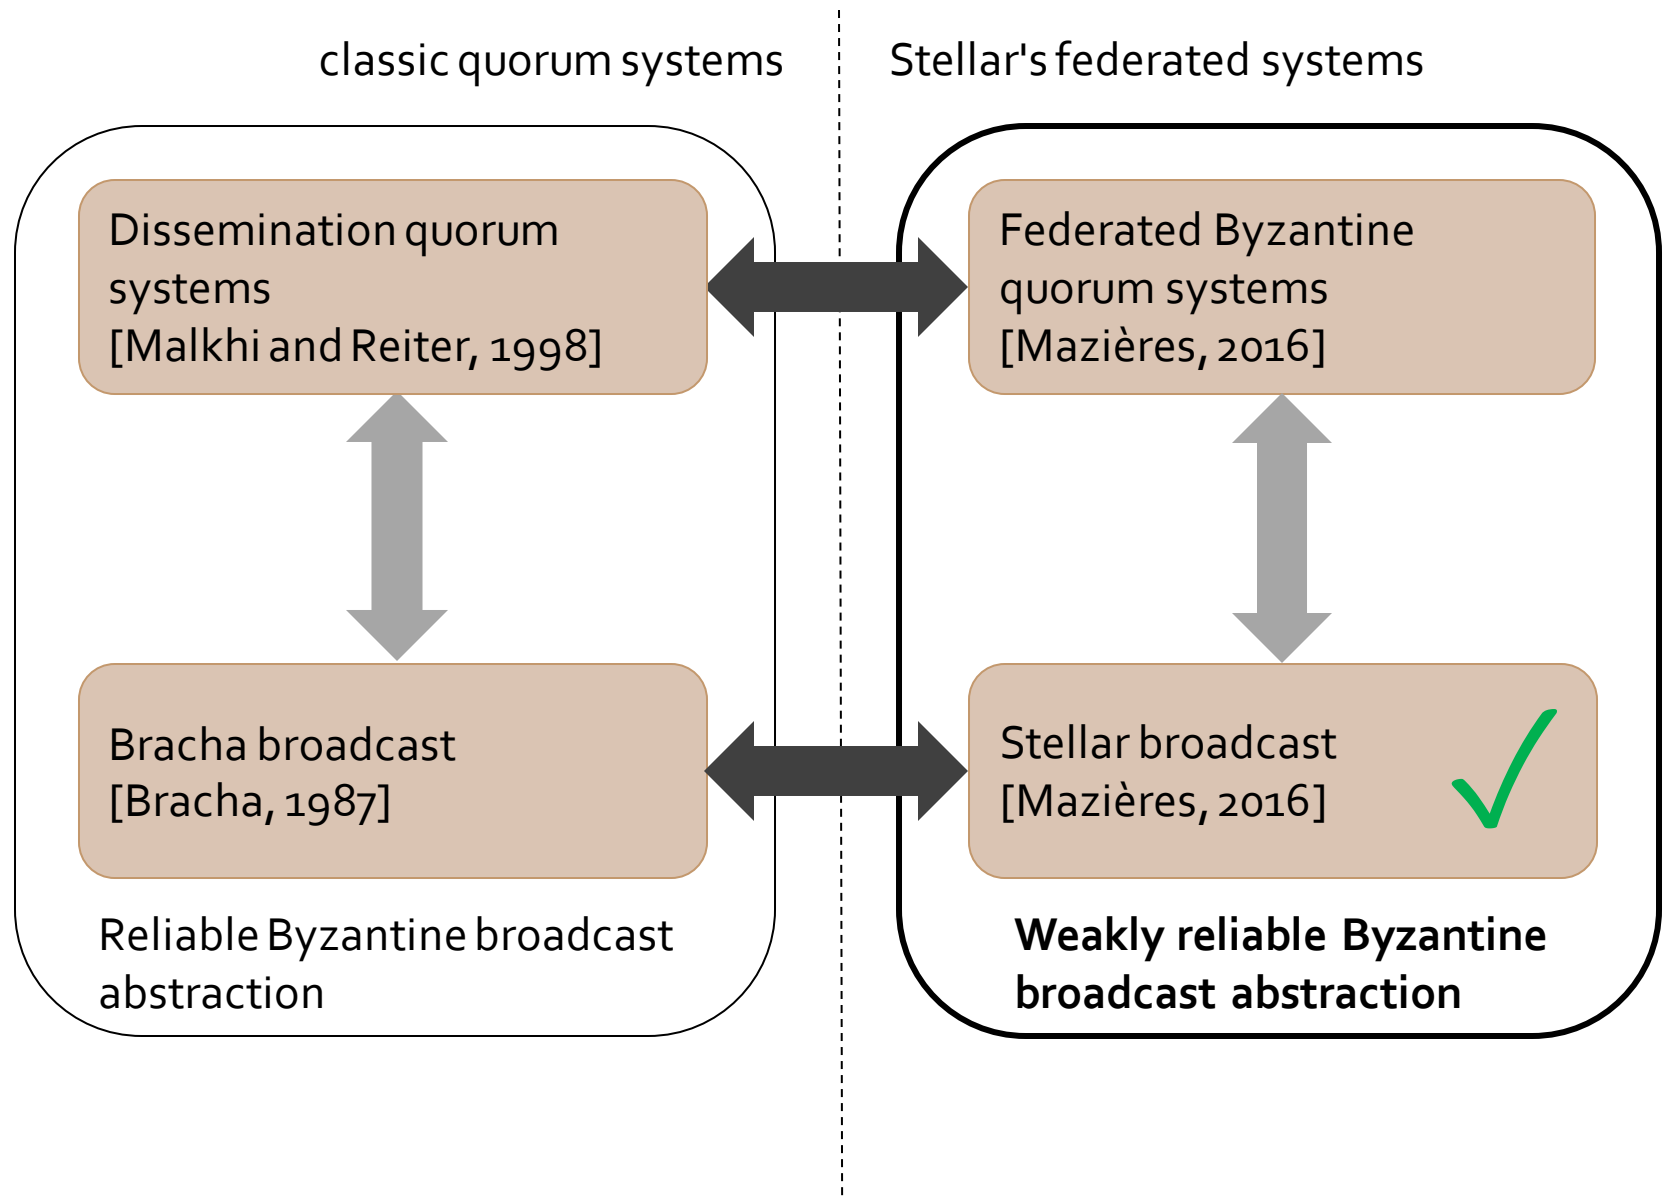 classic quorum systems
Stellar's federated systems
Dissemination quorum
systems
[Malkhi and Reiter, 1998]
Federated Byzantine
quorum systems
[Mazières, 2016]
Bracha broadcast
[Bracha, 1987]
Stellar broadcast
[Mazières, 2016]
Reliable Byzantine broadcast
abstraction
Weakly reliable Byzantine
broadcast abstraction